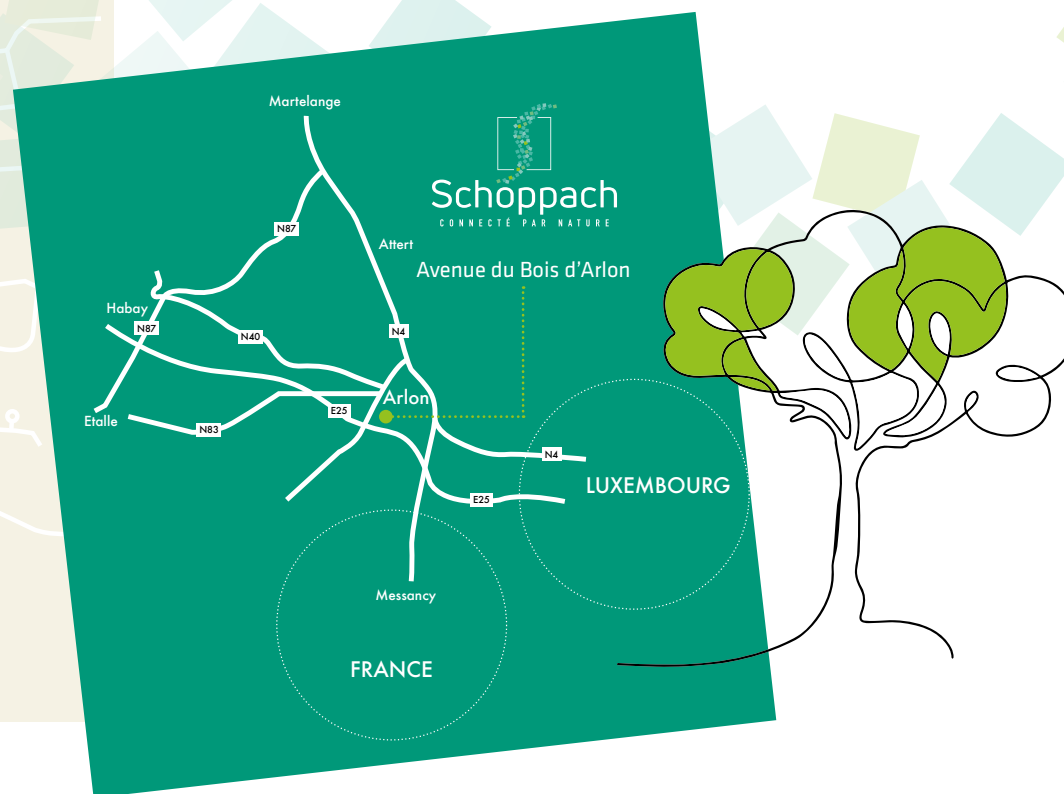 Martelange
Schoppach
CONNECTÉ PAR NATURE
N87
Attert
Avenue du Bois d'Arlon
Habay
N87
N40
N4
Arlon
E25
Etalle
N83
N4
LUXEMBOURG
E25
Messancy
FRANCE